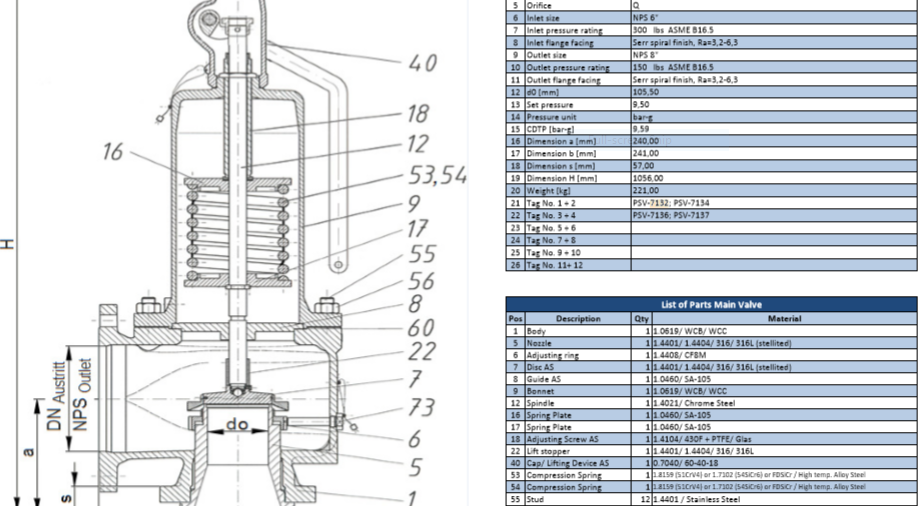 H
40
18
12
16
53,54
9
17
55
56
8
60
22
7
73
6
5
1
DN Austritt
NPS Outlet
do
a
s
5 Orifice Q
6 Inlet size NPS 6"
7 Inlet pressure rating 300 lbs ASME B16.5
8 Inlet flange facing Serr spiral finish, Ra=3,2-6,3
9 Outlet size NPS 8"
10 Outlet pressure rating 150 lbs ASME B16.5
11 Outlet flange facing Serr spiral finish, Ra=3,2-6,3
12 d0 [mm] 105,50
13 Set pressure 9,50
14 Pressure unit bar-g
15 CDTP [bar-g] 9,59
16 Dimension a [mm] 240,00
17 Dimension b [mm] 241,00
18 Dimension s [mm] 57,00
19 Dimension H [mm] 1056,00
20 Weight [kg] 221,00
21 Tag No. 1 + 2 PSV-7132; PSV-7134
22 Tag No. 3 + 4 PSV-7136; PSV-7137
23 Tag No. 5 + 6
24 Tag No. 7 + 8
25 Tag No. 9 + 10
26 Tag No. 11+ 12
List of Parts Main Valve
Pos Description Qty Material
1 Body 1 1.0619/ WCB/ WCC
5 Nozzle 1 1.4401/ 1.4404/ 316/ 316L (stellited)
6 Adjusting ring 1 1.4408/ CF8M
7 Disc AS 1 1.4401/ 1.4404/ 316/ 316L (stellited)
8 Guide AS 1 1.0460/ SA-105
9 Bonnet 1 1.0619/ WCB/ WCC
12 Spindle 1 1.4021/ Chrome Steel
16 Spring Plate 1 1.0460/ SA-105
17 Spring Plate 1 1.0460/ SA-105
18 Adjusting Screw AS 1 1.4104/ 430F + PTFE/ Glas
22 Lift stopper 1 1.4401/ 1.4404/ 316/ 316L
40 Cap/ Lifting Device AS 1 0.7040/ 60-40-18
53 Compression Spring 1 1.8159 (51CrV4) or 1.7102 (54SiCr6) or FDSiCr / High temp. Alloy Steel
54 Compression Spring 1 1.8159 (51CrV4) or 1.7102 (54SiCr6) or FDSiCr / High temp. Alloy Steel
55 Stud 12 1.4401 / Stainless Steel